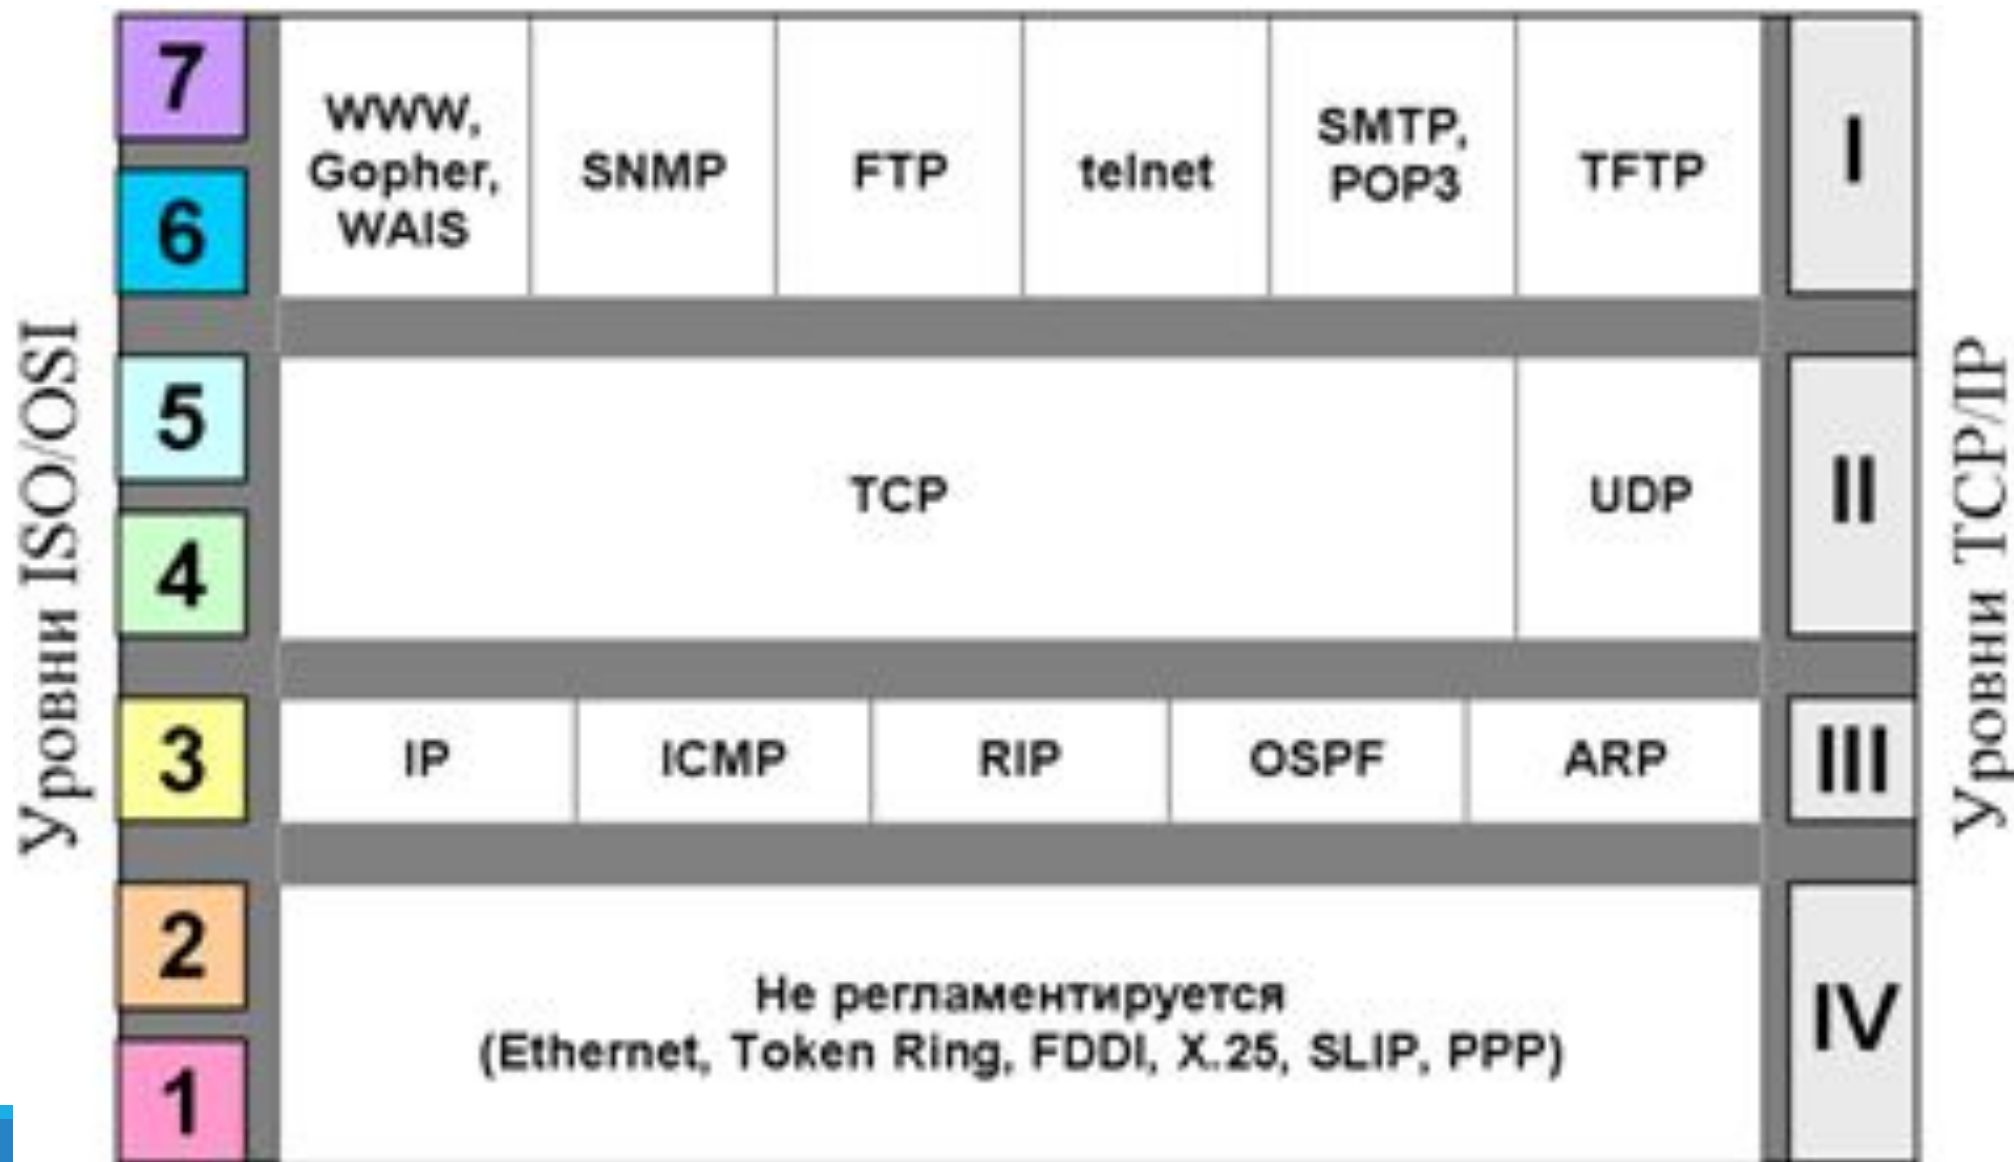 Уровни ISO/OSI
7
6
WWW,
Gopher,
WAIS
SNMP
FTP
telnet
SMTP,
POP3
TFTP
I
5
4
TCP
UDP
II
3
IP
ICMP
RIP
OSPF
ARP
III
2
1
Не регламентируется
(Ethernet, Token Ring, FDDI, X.25, SLIP, PPP)
IV
Уровни TCP/IP